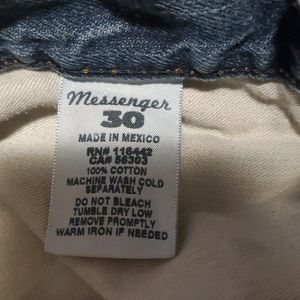 Messenger
30
MADE IN MEXICO
RN# 116442
CA# 56303
100% COTTON
MACHINE WASH COLD
SEPARATELY
DO NOT BLEACH
TUMBLE DRY LOW
REMOVE PROMPTLY
WARM IRON IF NEEDED